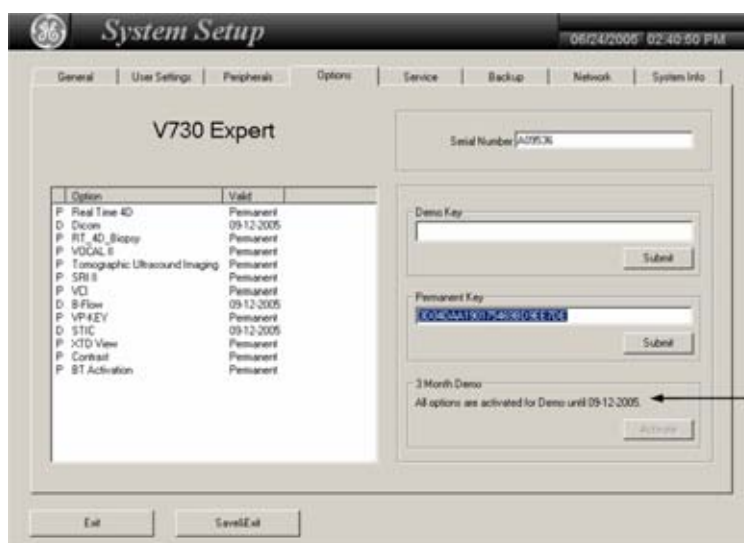 System Setup
06/24/2005 02:40:50 PM
General User Settings Peripherals Options Service Backup Network System Info
V730 Expert
Serial Number
Option Valid
P Real Time 4D Permanent
D Dicom 09-12-2005
P RT_4D_Biopsy Permanent
P VOCAL II Permanent
P Tomographic Ultrasound Imaging Permanent
P SRI II Permanent
P VCI Permanent
D B-Flow 09-12-2005
P VP-KEY Permanent
D STIC 09-12-2005
P XTD View Permanent
P Contrast Permanent
P BT Activation Permanent
Demo Key
Submit
Permanent Key
Submit
3 Month Demo
All options are activated for Demo until 09-12-2005.
Activate
Exit Save&Exit